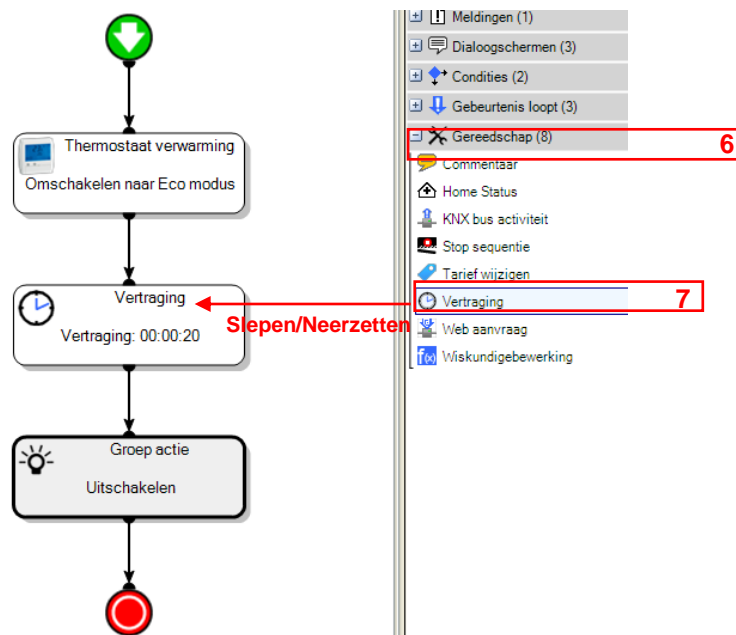 Thermostaat verwarming
Omschakelen naar Eco modus
Vertraging
Vertraging: 00:00:20
Slepen/Neerzetten
Groep actie
Uitschakelen
Meldingen (1)
Dialoogschermen (3)
Condities (2)
Gebeurtenis loopt (3)
Gereedschap (8)
6
Commentaar
Home Status
KNX bus activiteit
Stop sequentie
Tarief wijzigen
Vertraging
7
Web aanvraag
f(x) Wiskundigebewerking